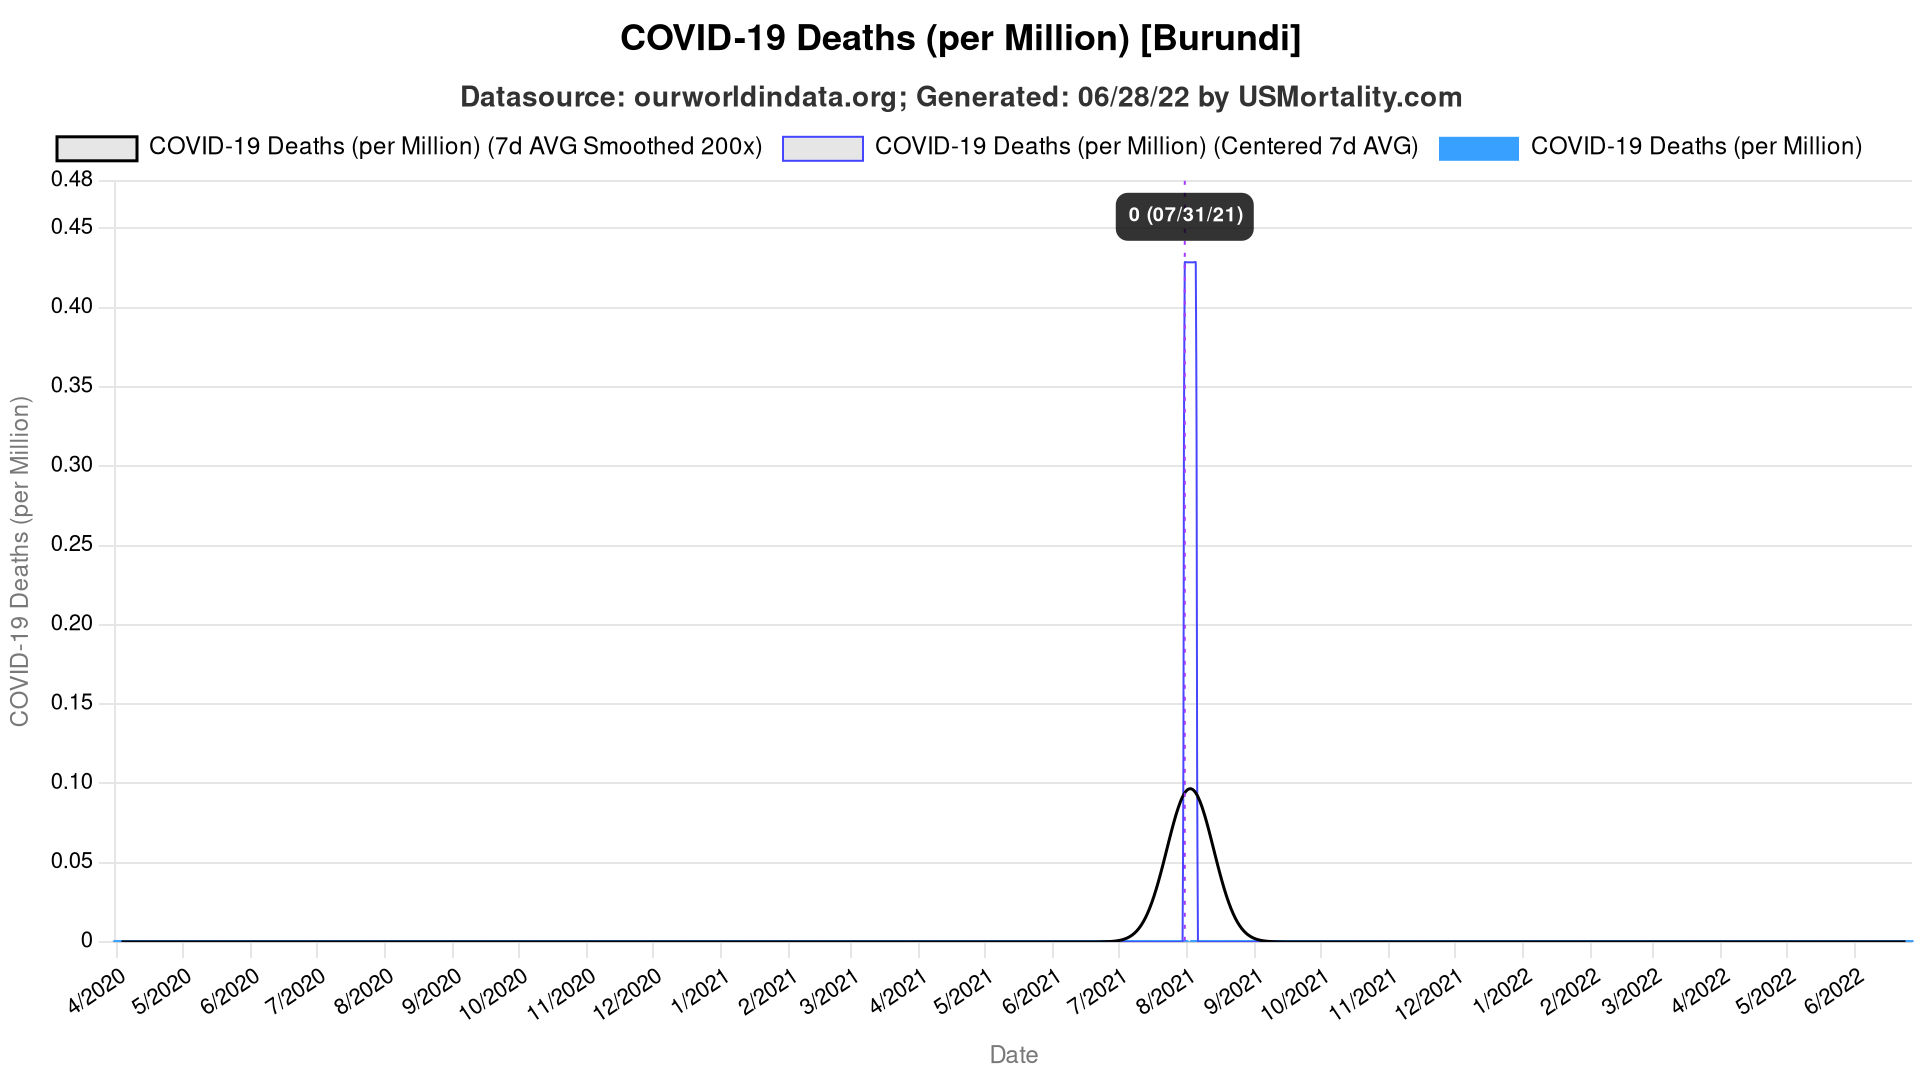 COVID-19 Deaths (per Million) [Burundi]
Datasource: ourworldindata.org; Generated: 06/28/22 by USMortality.com
COVID-19 Deaths (per Million) (7d AVG Smoothed 200x) COVID-19 Deaths (per Million) (Centered 7d AVG) COVID-19 Deaths (per Million)
0.48
0 (07/31/21)
0.45
0.40
0.35
0.30
0.25
0.20
0.15
0.10
0.05
0
COVID-19 Deaths (per Million)
4/2020 5/2020 6/2020 7/2020 8/2020 9/2020 10/2020 11/2020 12/2020 1/2021 2/2021 3/2021 4/2021 5/2021 6/2021 7/2021 8/2021 9/2021 10/2021 11/2021 12/2021 1/2022 2/2022 3/2022 4/2022 5/2022 6/2022
Date